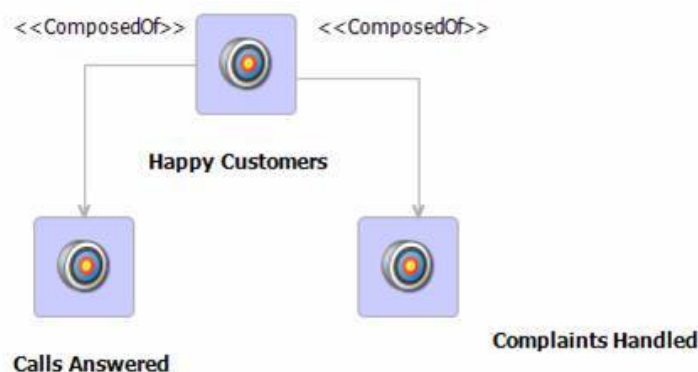 <<ComposedOf>>
<<ComposedOf>>
Happy Customers
Calls Answered
Complaints Handled